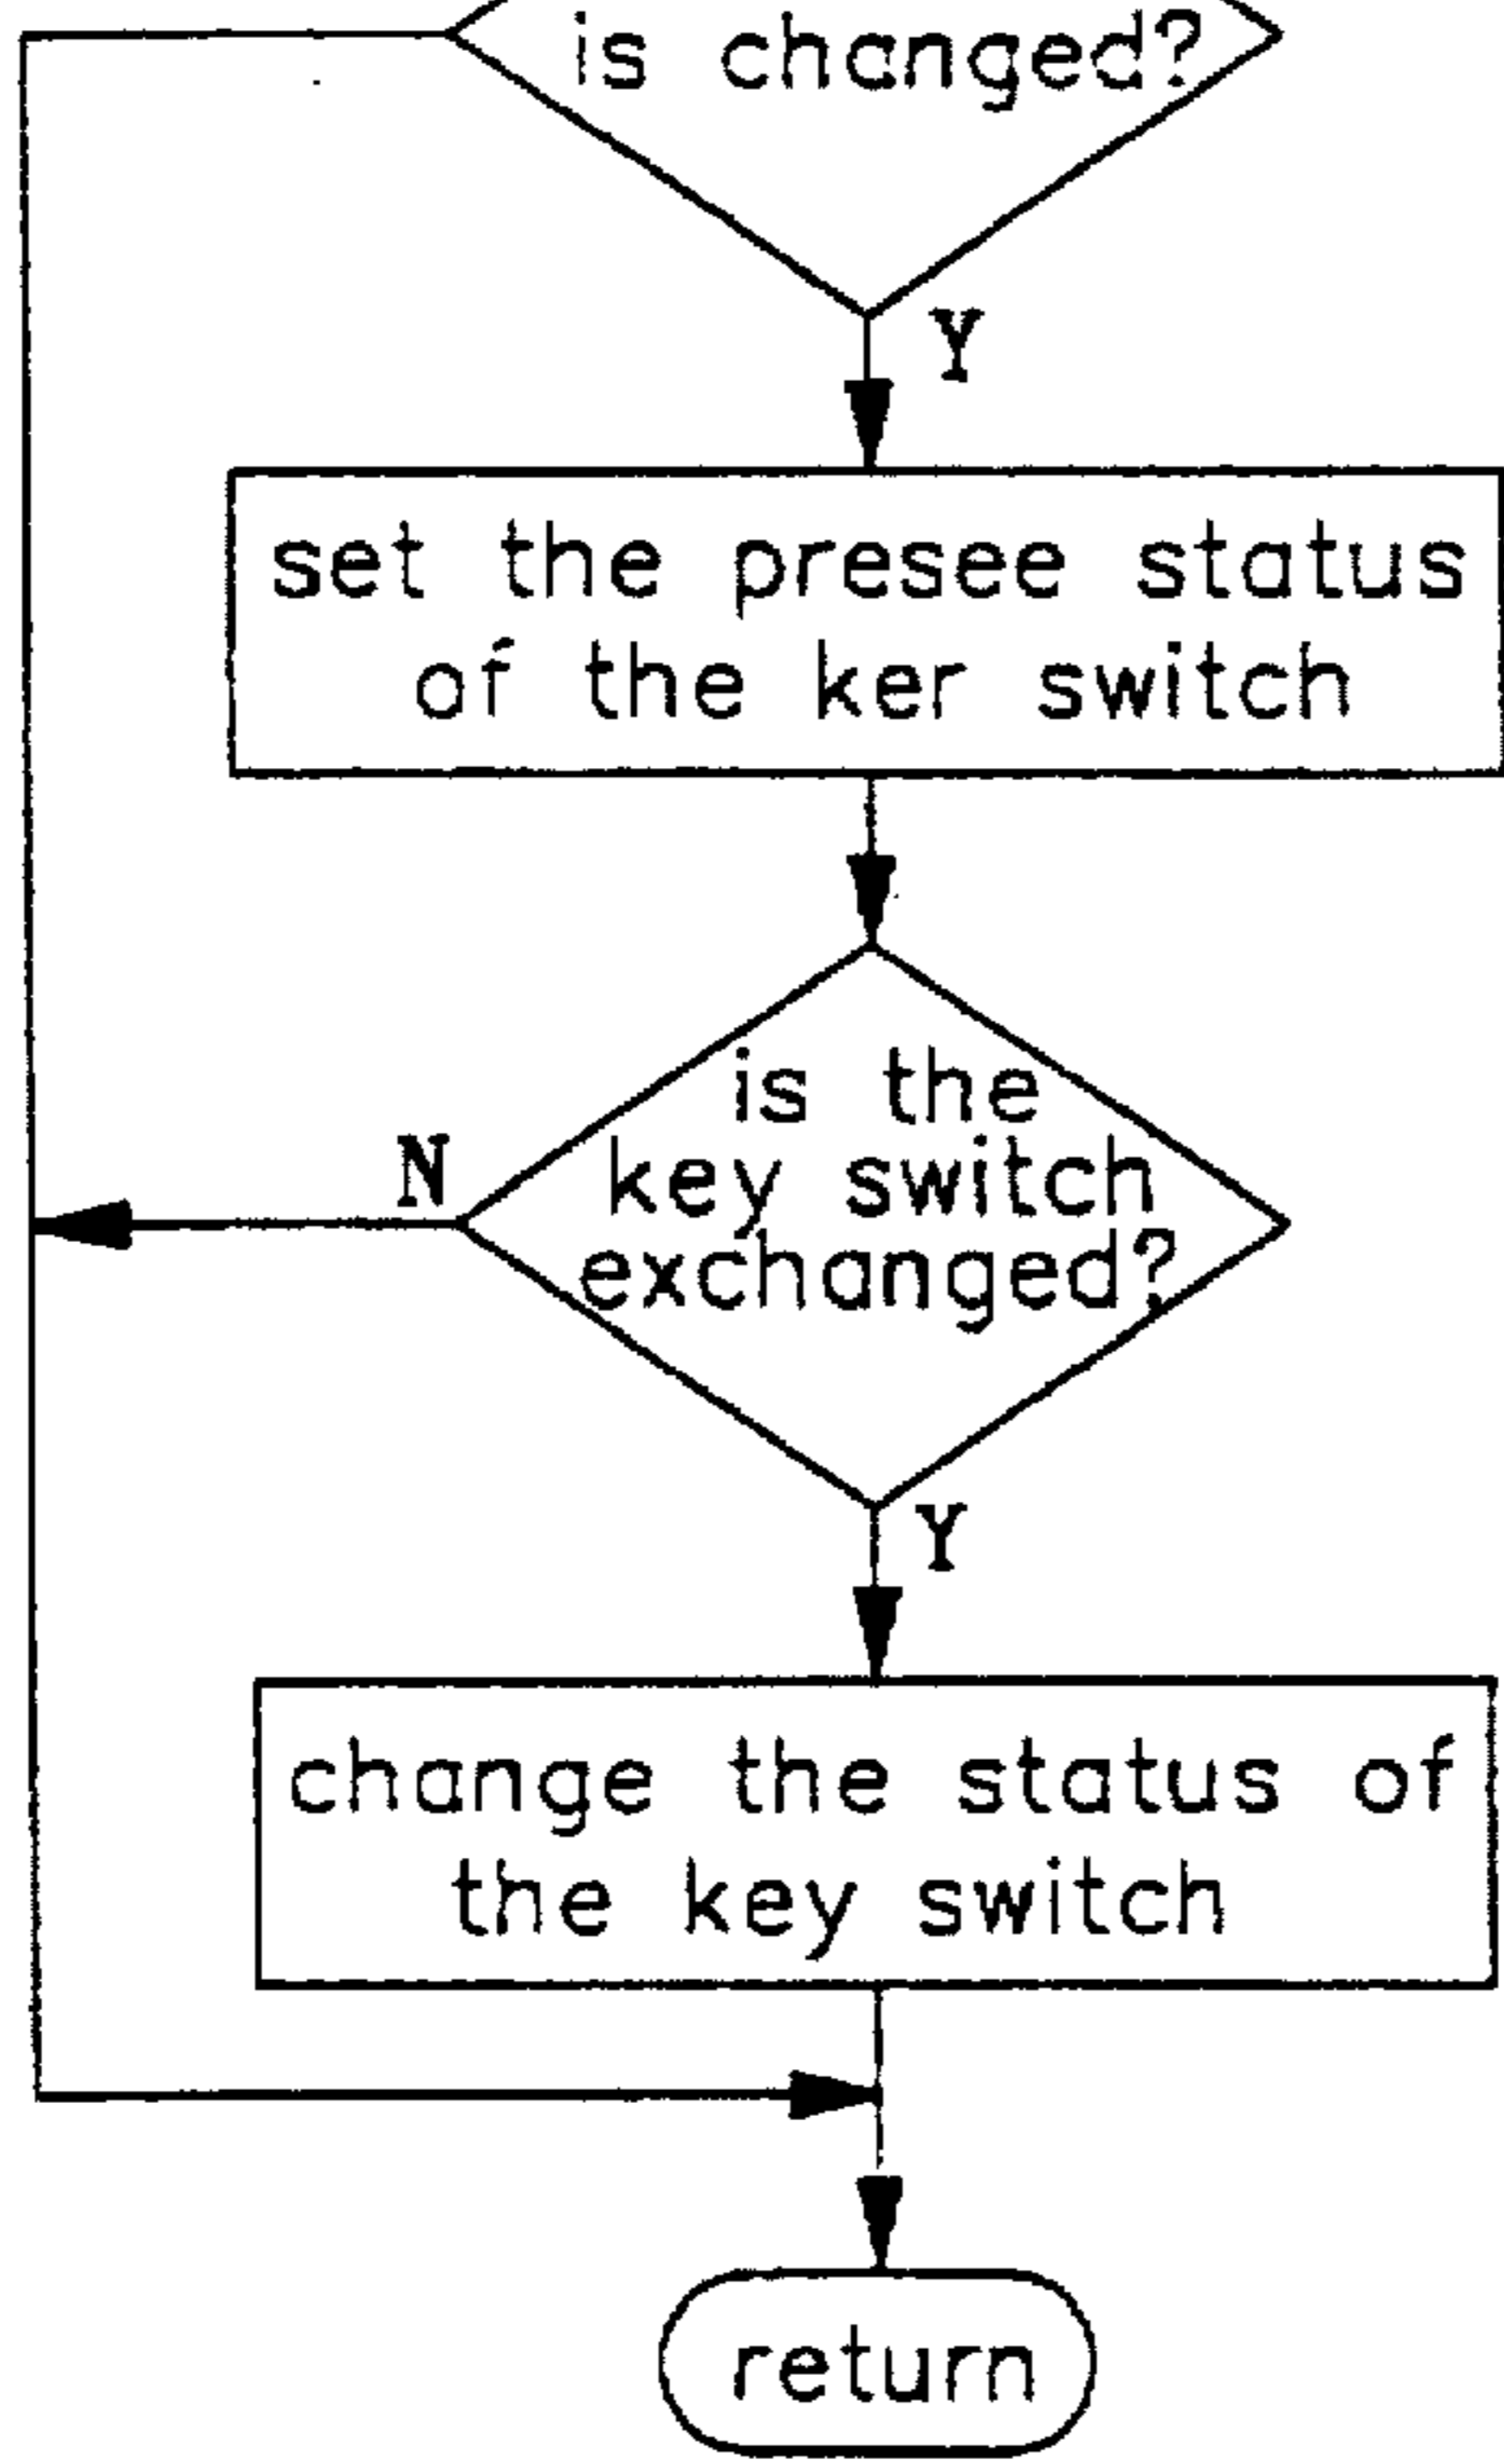 is changed?
Y
set the presee status
of the ker switch
is the
N
key switch
exchanged?
Y
change the status of
the key switch
return